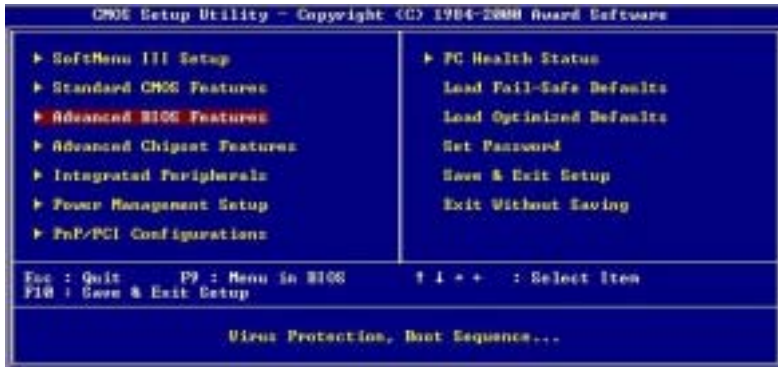 CMOS Setup Utility - Copyright (C) 1984-2000 Award Software
▶ SoftMenu III Setup
▶ Standard CMOS Features
▶ Advanced BIOS Features
▶ Advanced Chipset Features
▶ Integrated Peripherals
▶ Power Management Setup
▶ PnP/PCI Configurations
▶ PC Health Status
Load Fail-Safe Defaults
Load Optimized Defaults
Set Password
Save & Exit Setup
Exit Without Saving
Esc : Quit F9 : Menu in BIOS ↑ ↓ → ← : Select Item
F10 : Save & Exit Setup
Virus Protection, Boot Sequence...